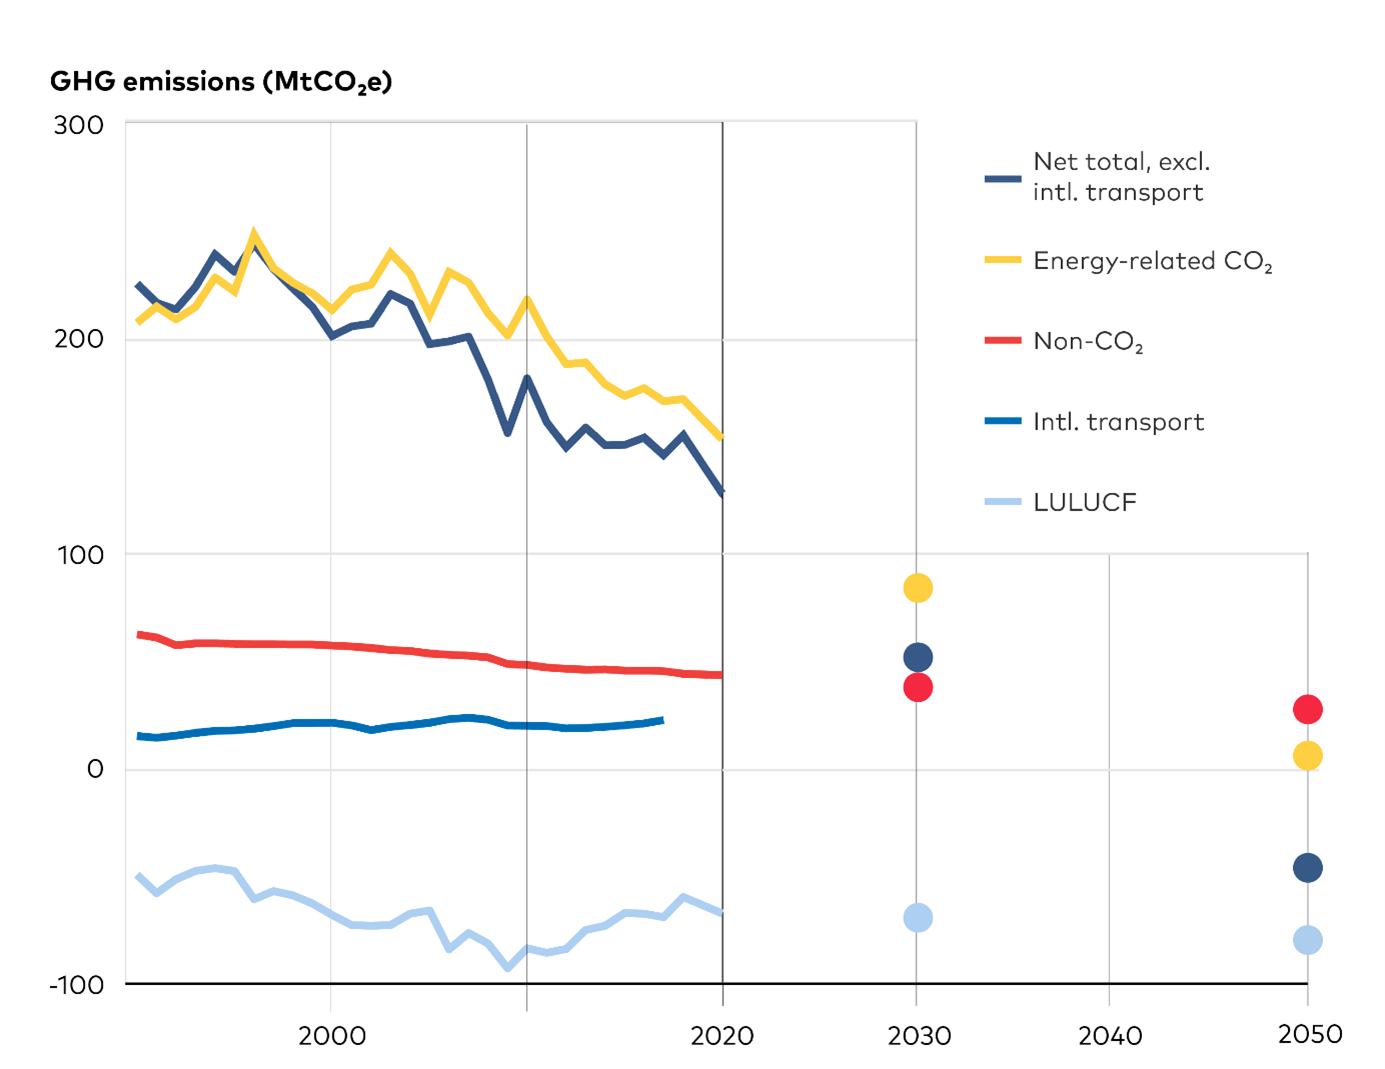 GHG emissions (MtCO₂e)
300
200
100
0
-100
2000
2020
2030
2040
2050
Net total, excl.
intl. transport
Energy-related CO₂
Non-CO₂
Intl. transport
LULUCF